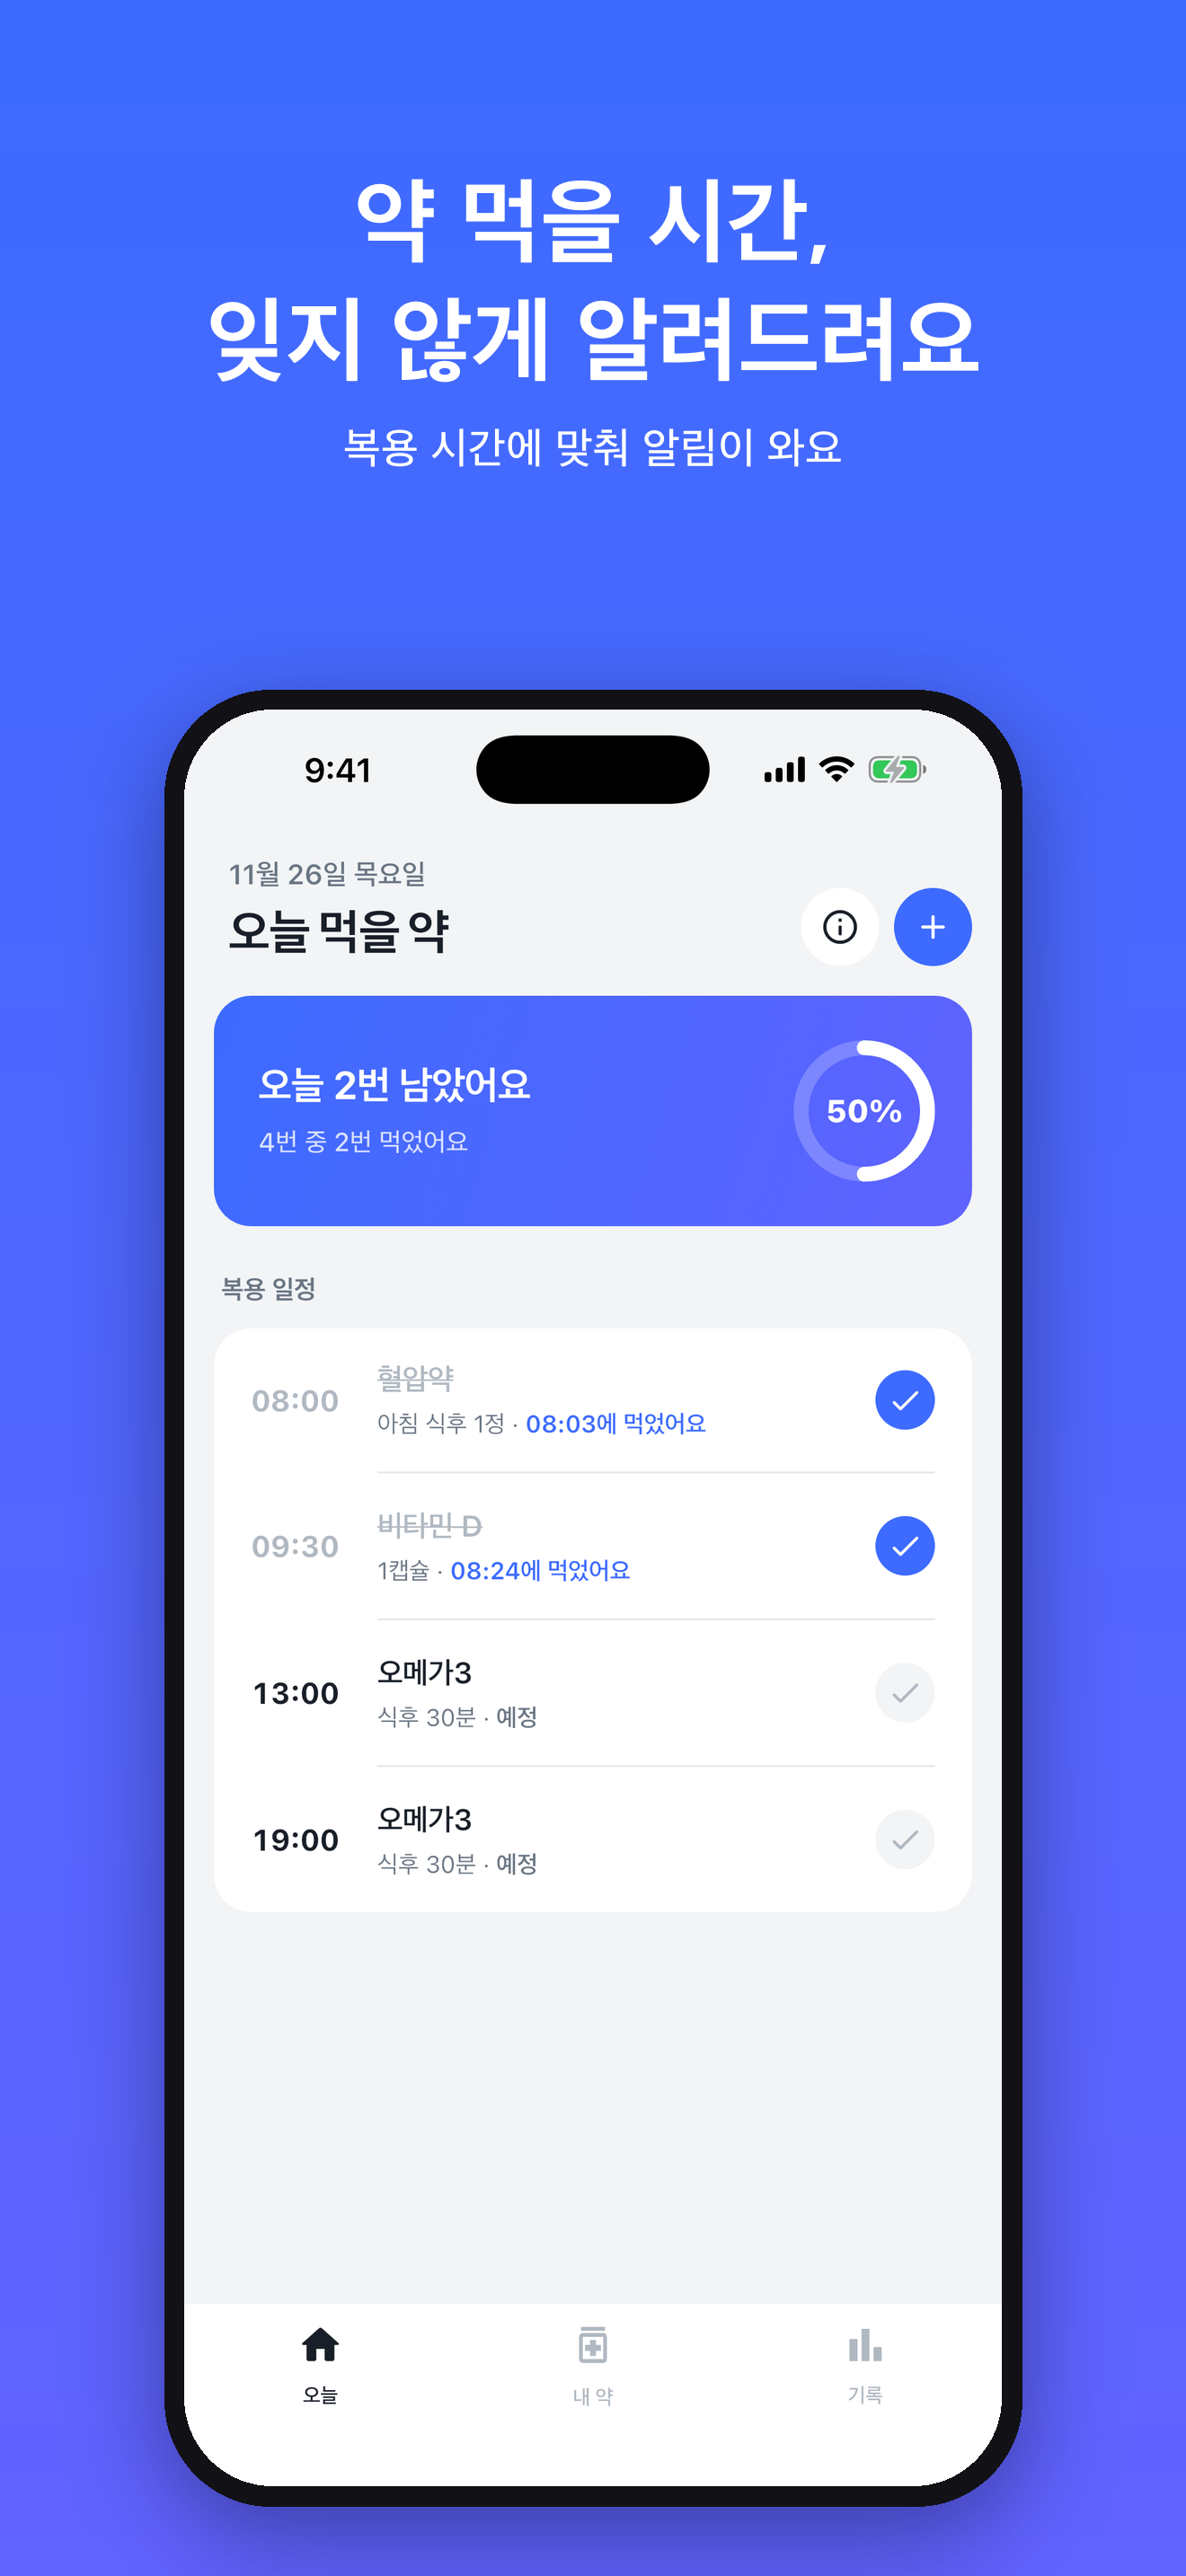 약 먹을 시간,
잊지 않게 알려드려요
복용 시간에 맞춰 알림이 와요
9:41
11월 26일 목요일
오늘 먹을 약
오늘 2번 남았어요
4번 중 2번 먹었어요
50%
복용 일정
08:00
혈압약
아침 식후 1정 · 08:03에 먹었어요
09:30
비타민 D
1캡슐 · 08:24에 먹었어요
13:00
오메가3
식후 30분 · 예정
19:00
오메가3
식후 30분 · 예정
오늘
내 약
기록